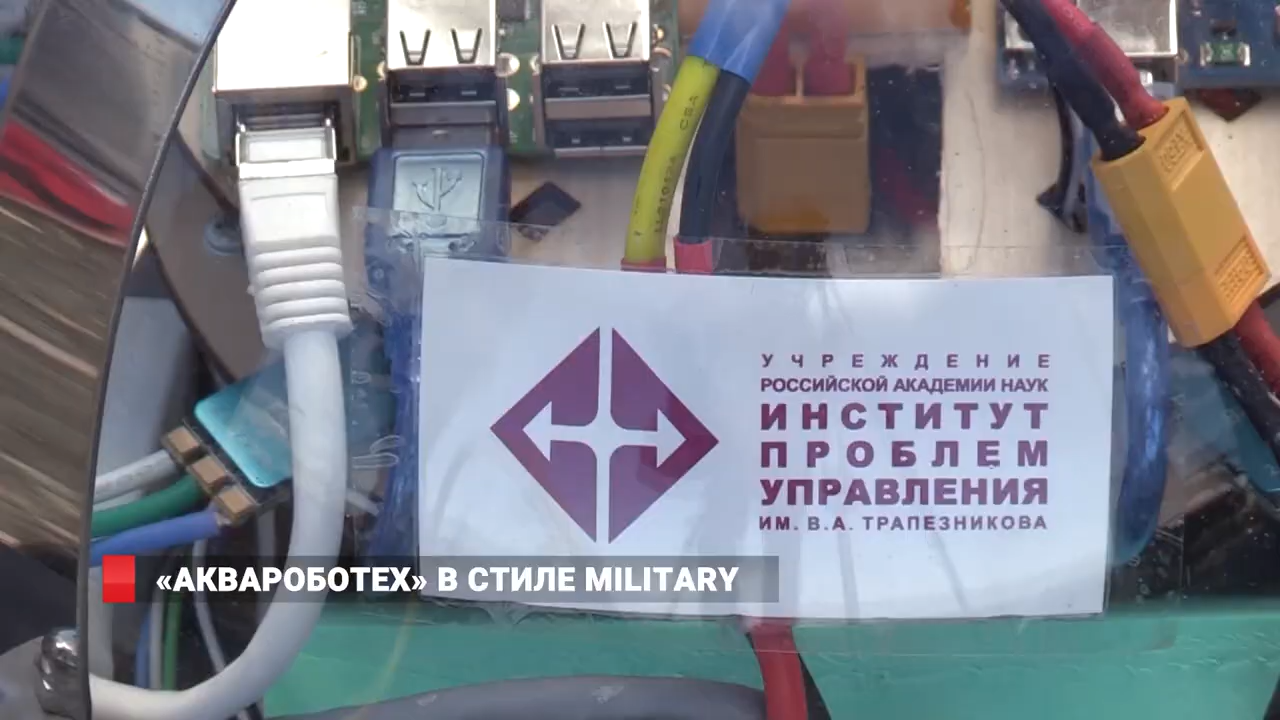 УЧРЕЖДЕНИЕ
РОССИЙСКОЙ АКАДЕМИИ НАУК
ИНСТИТУТ
ПРОБЛЕМ
УПРАВЛЕНИЯ
ИМ. В.А. ТРАПЕЗНИКОВА
«АКВАРОБОТЕХ» В СТИЛЕ MILITARY